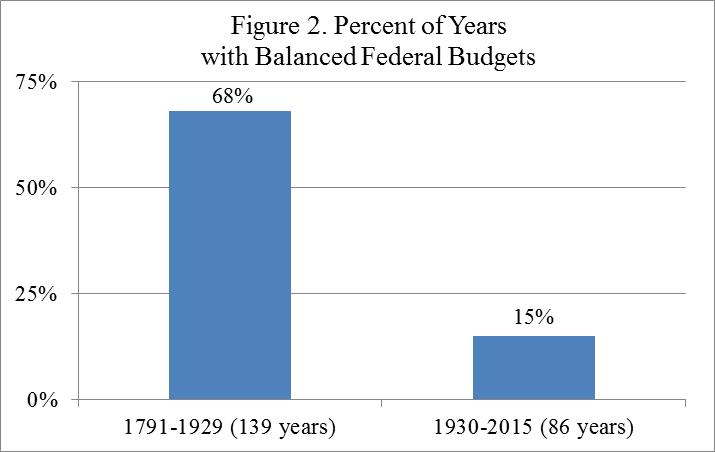 Figure 2. Percent of Years
with Balanced Federal Budgets
75%
68%
50%
25%
15%
0%
1791-1929 (139 years)
1930-2015 (86 years)